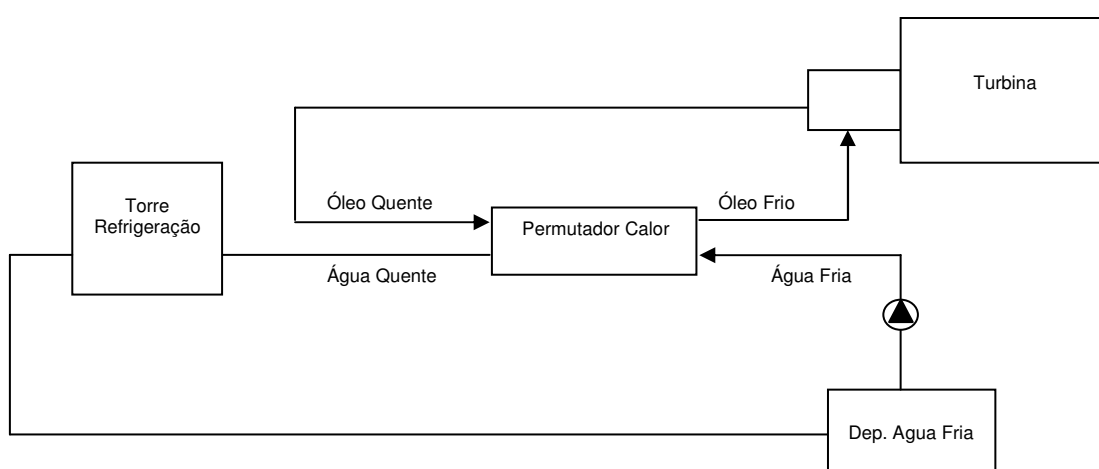 Turbina
Torre
Refrigeração
Óleo Quente
Óleo Frio
Permutador Calor
Água Quente
Água Fria
Dep. Agua Fria